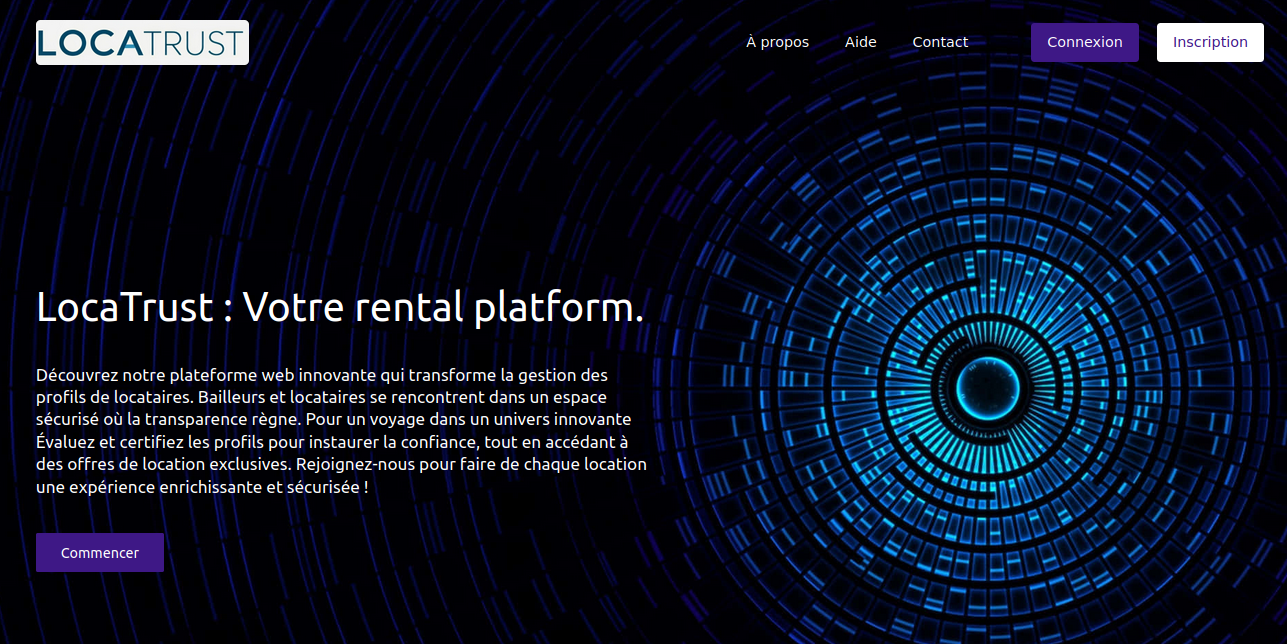 LOCATRUST
À propos Aide Contact Connexion Inscription
LocaTrust : Votre rental platform.
Découvrez notre plateforme web innovante qui transforme la gestion des
profils de locataires. Bailleurs et locataires se rencontrent dans un espace
sécurisé où la transparence règne. Pour un voyage dans un univers innovante
Évaluez et certifiez les profils pour instaurer la confiance, tout en accédant à
des offres de location exclusives. Rejoignez-nous pour faire de chaque location
une expérience enrichissante et sécurisée !
Commencer